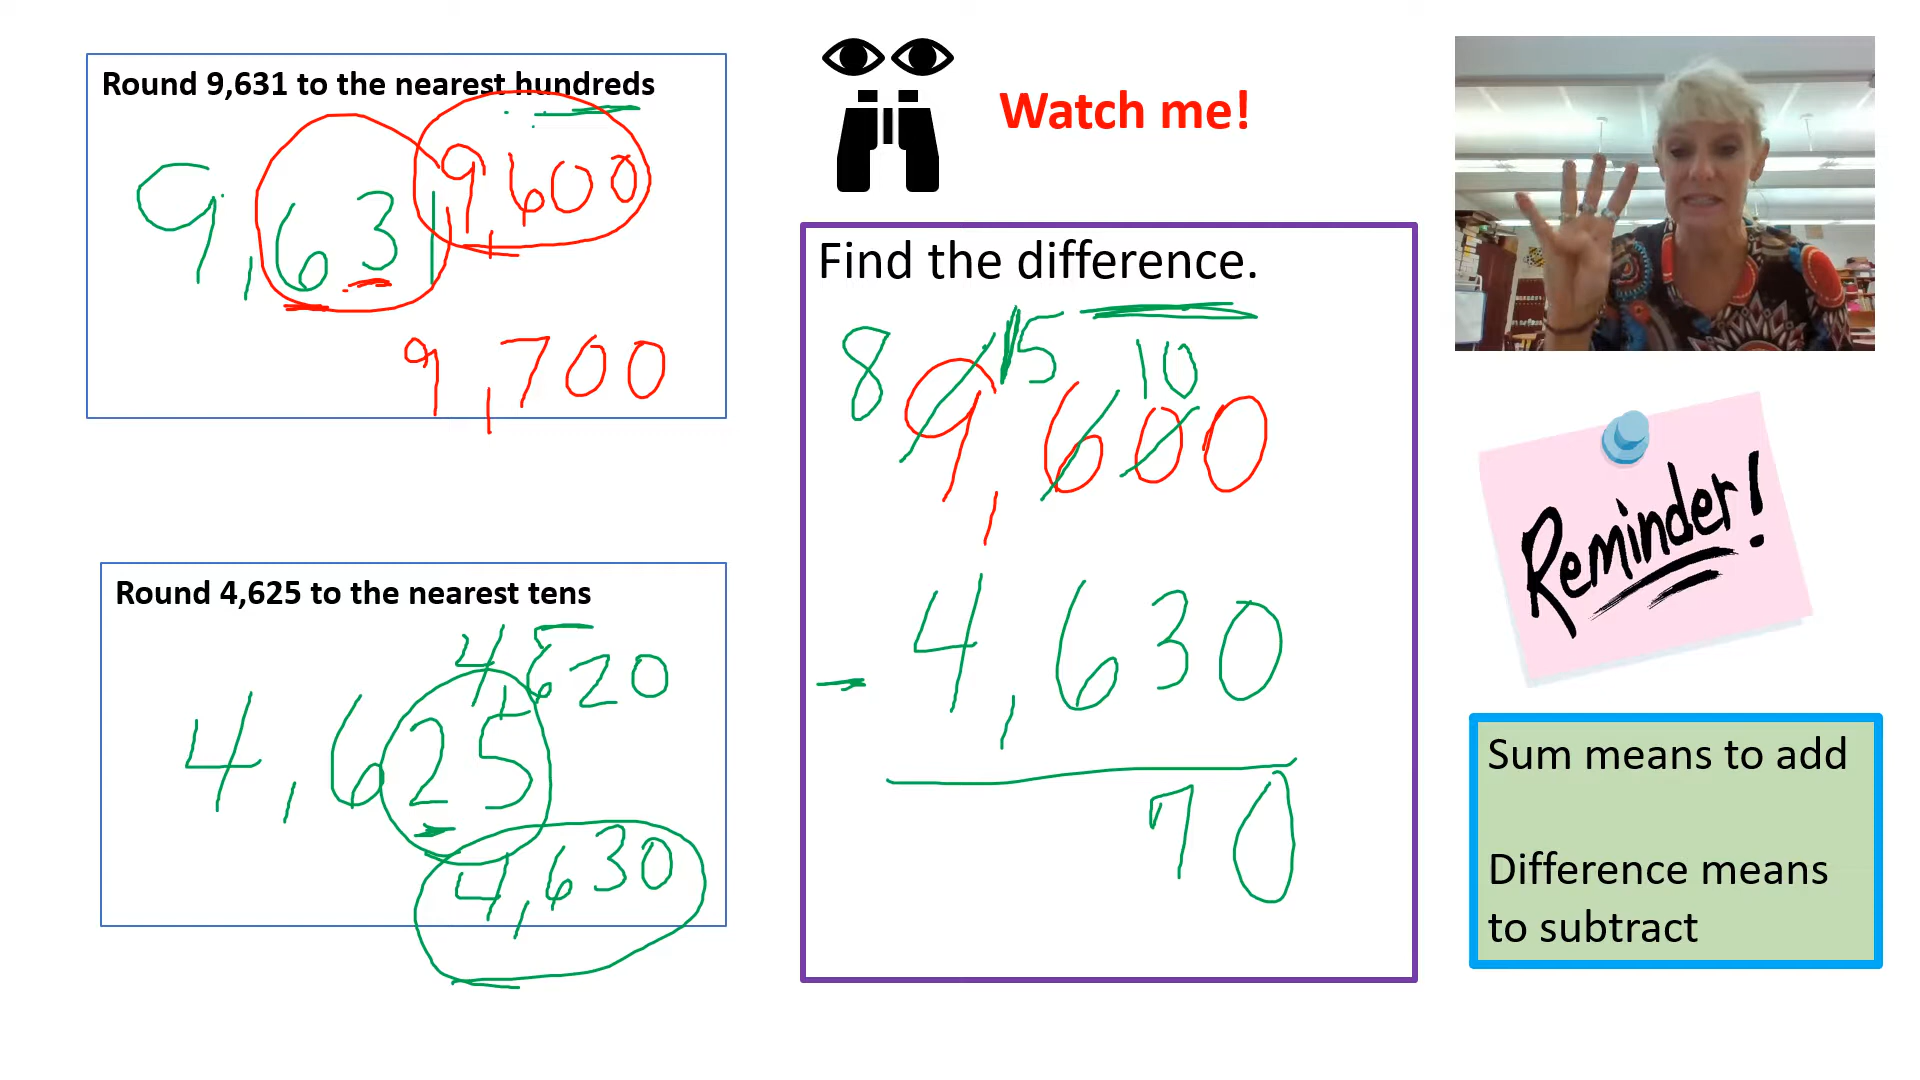 Round 9,631 to the nearest hundreds
9,600
9,631
9,700
Round 4,625 to the nearest tens
4,620
4,625
4,630
Watch me!
Find the difference.
8 15 10
9,600
- 4,630
70
Reminder!
Sum means to add
Difference means
to subtract